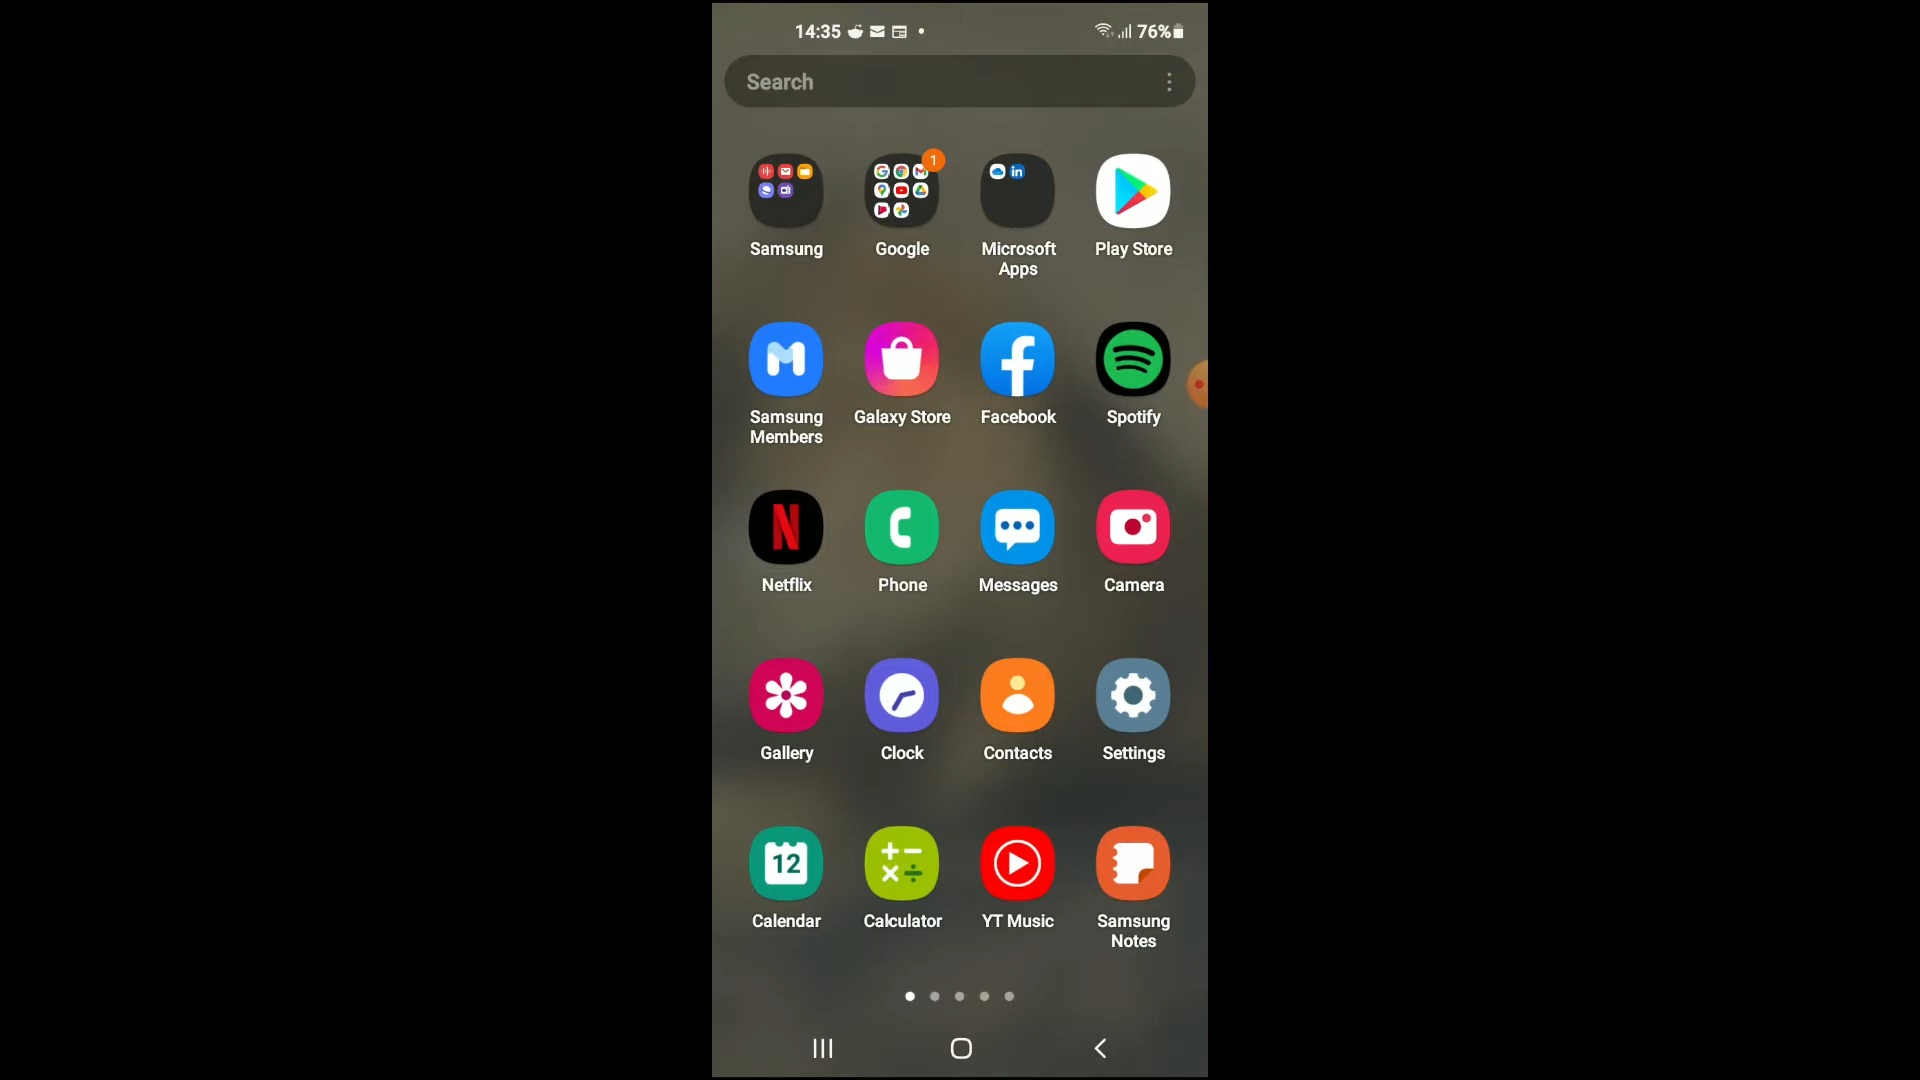 14:35
76%
Search
1
Samsung Google Microsoft Apps Play Store
Samsung Members Galaxy Store Facebook Spotify
Netflix Phone Messages Camera
Gallery Clock Contacts Settings
12
Calendar Calculator YT Music Samsung Notes